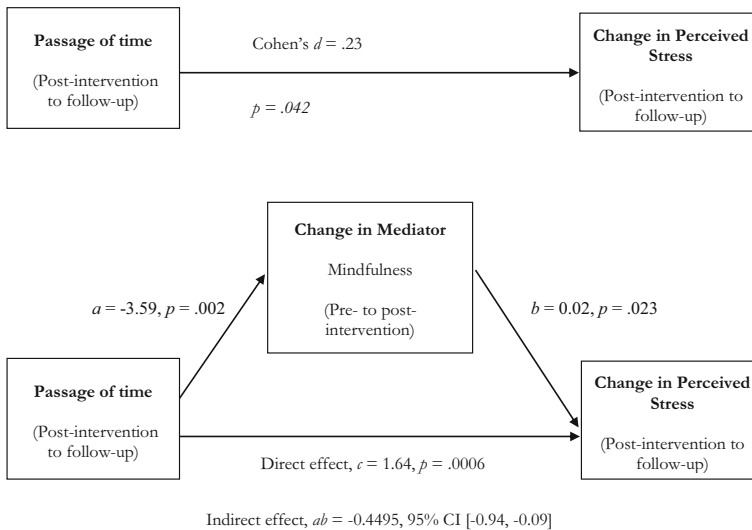 Passage of time
(Post-intervention
to follow-up)
Cohen's d = .23
p = .042
Change in Perceived
Stress
(Post-intervention to
follow-up)
Change in Mediator
Mindfulness
(Pre- to post-
intervention)
a = -3.59, p = .002
b = 0.02, p = .023
Passage of time
(Post-intervention
to follow-up)
Change in Perceived
Stress
(Post-intervention to
follow-up)
Direct effect, c = 1.64, p = .0006
Indirect effect, ab = -0.4495, 95% CI [-0.94, -0.09]